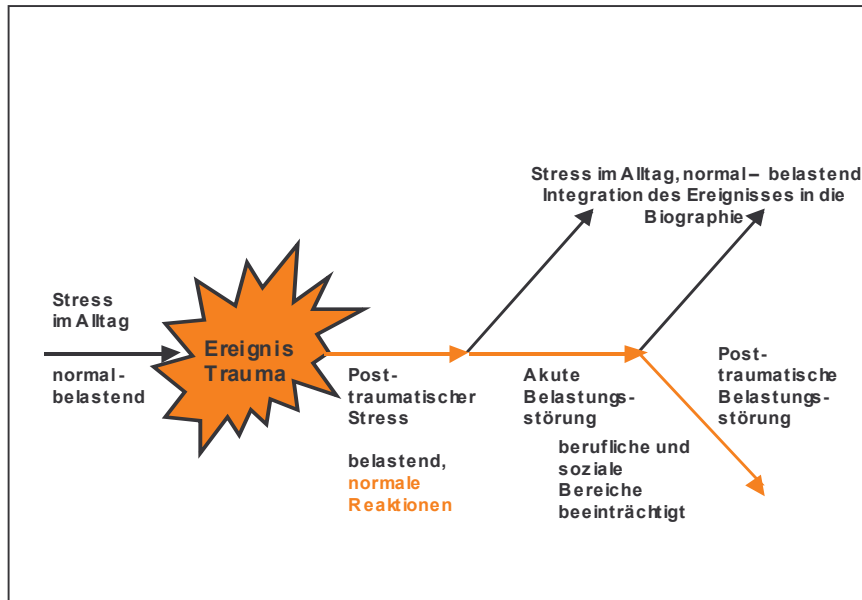 Stress im Alltag, normal – belastend
Integration des Ereignisses in die
Biographie
Stress
im Alltag
normal-
belastend
Ereignis
Trauma
Post-
traumatischer
Stress
belastend,
normale
Reaktionen
Akute
Belastungs-
störung
berufliche und
soziale
Bereiche
beeinträchtigt
Post-
traumatische
Belastungs-
störung